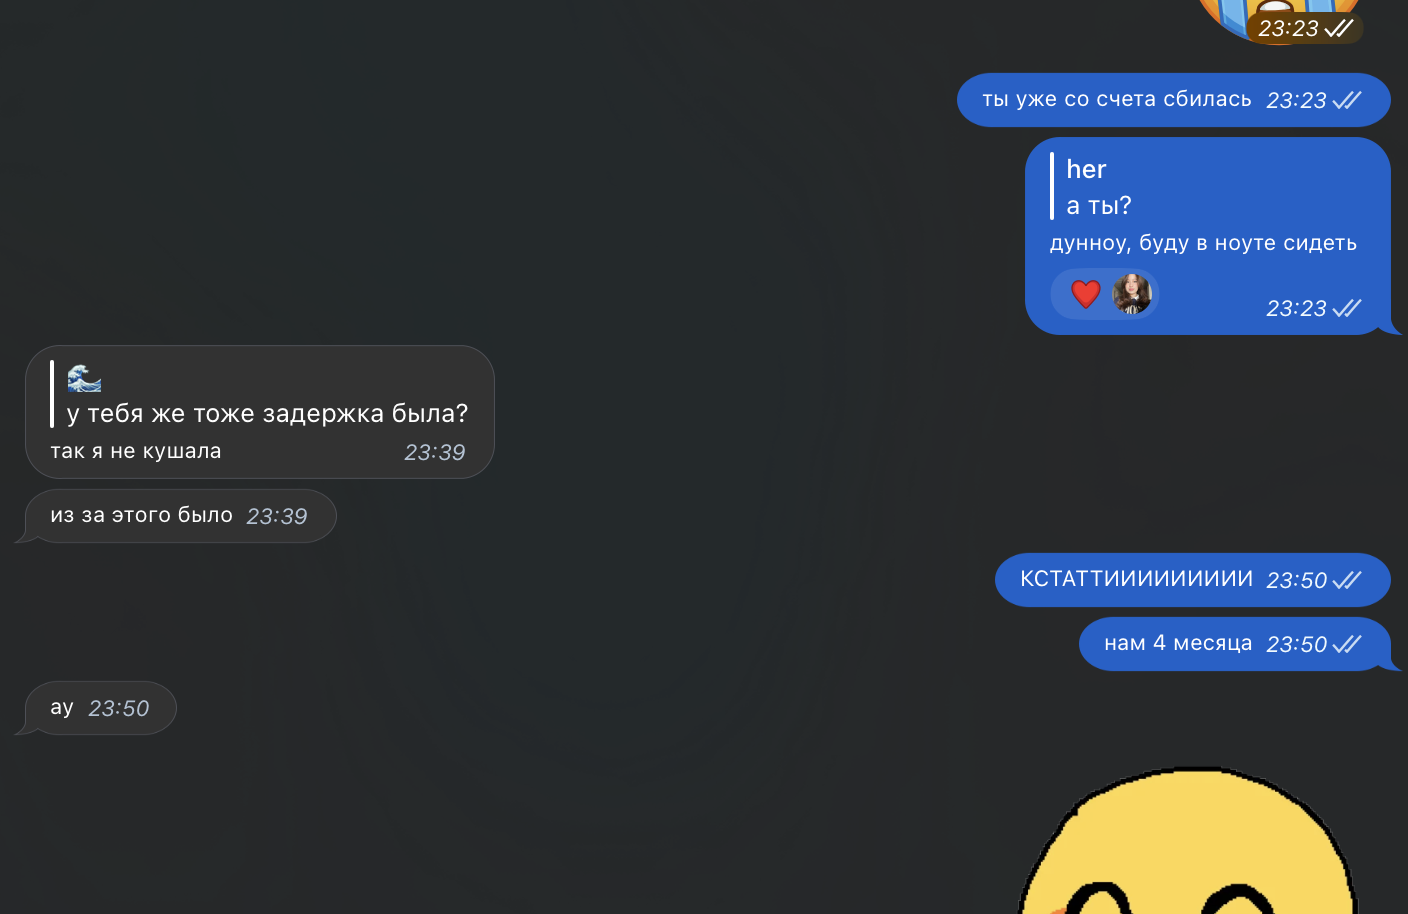 23:23
ты уже со счета сбилась 23:23
her
а ты?
дунноу, буду в ноуте сидеть
23:23
🌊
у тебя же тоже задержка была?
так я не кушала 23:39
из за этого было 23:39
КСТАТТИИИИИИИИИ 23:50
нам 4 месяца 23:50
ау 23:50